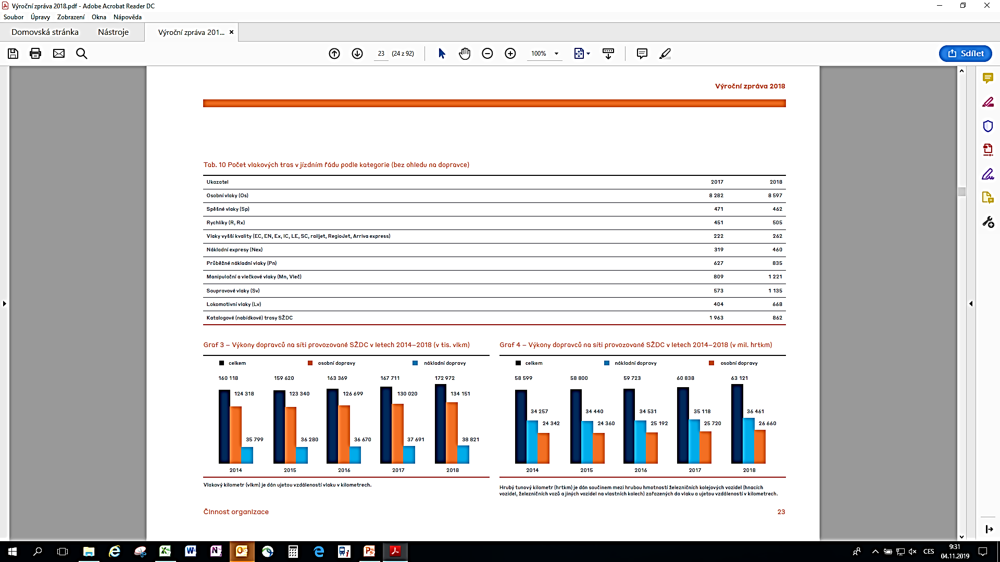 Výroční zpráva 2018.pdf - Adobe Acrobat Reader DC
Soubor Úpravy Zobrazení Okna Nápověda
Domovská stránka Nástroje Výroční zpráva 201... ×
23 (24 z 92) 100% Sdílet
Výroční zpráva 2018
Tab. 10 Počet vlakových tras v jízdním řádu podle kategorie (bez ohledu na dopravce)
Ukazatel 2017 2018
Osobní vlaky (Os) 8 282 8 597
Spěšné vlaky (Sp) 471 462
Rychlíky (R, Rx) 451 505
Vlaky vyšší kvality (EC, EN, Ex, IC, LE, SC, railjet, RegioJet, Arriva express) 222 262
Nákladní expresy (Nex) 319 460
Průběžné nákladní vlaky (Pn) 627 835
Manipulační a vlečkové vlaky (Mn, Vleč) 809 1 221
Soupravové vlaky (Sv) 573 1 135
Lokomotivní vlaky (Lv) 404 668
Katalogové (nabídkové) trasy SŽDC 1 963 862
Graf 3 – Výkony dopravců na síti provozované SŽDC v letech 2014–2018 (v tis. vlkm)
celkem osobní dopravy nákladní dopravy
160 118 159 620 163 369 167 711 172 972
124 318 123 340 126 699 130 020 134 151
35 799 36 280 36 670 37 691 38 821
2014 2015 2016 2017 2018
Vlakový kilometr (vlkm) je dán ujetou vzdáleností vlaku v kilometrech.
Graf 4 – Výkony dopravců na síti provozované SŽDC v letech 2014–2018 (v mil. hrtkm)
celkem nákladní dopravy osobní dopravy
58 599 58 800 59 723 60 838 63 121
34 257 34 440 34 531 35 118 36 461
24 342 24 360 25 192 25 720 26 660
2014 2015 2016 2017 2018
Hrubý tunový kilometr (hrtkm) je dán součinem mezi hrubou hmotností železničních kolejových vozidel (hnacích
vozidel, železničních vozů a jiných vozidel na vlastních kolech) zařazených do vlaku a ujetou vzdáleností v kilometrech.
Činnost organizace 23
CES 9:31
04.11.2019